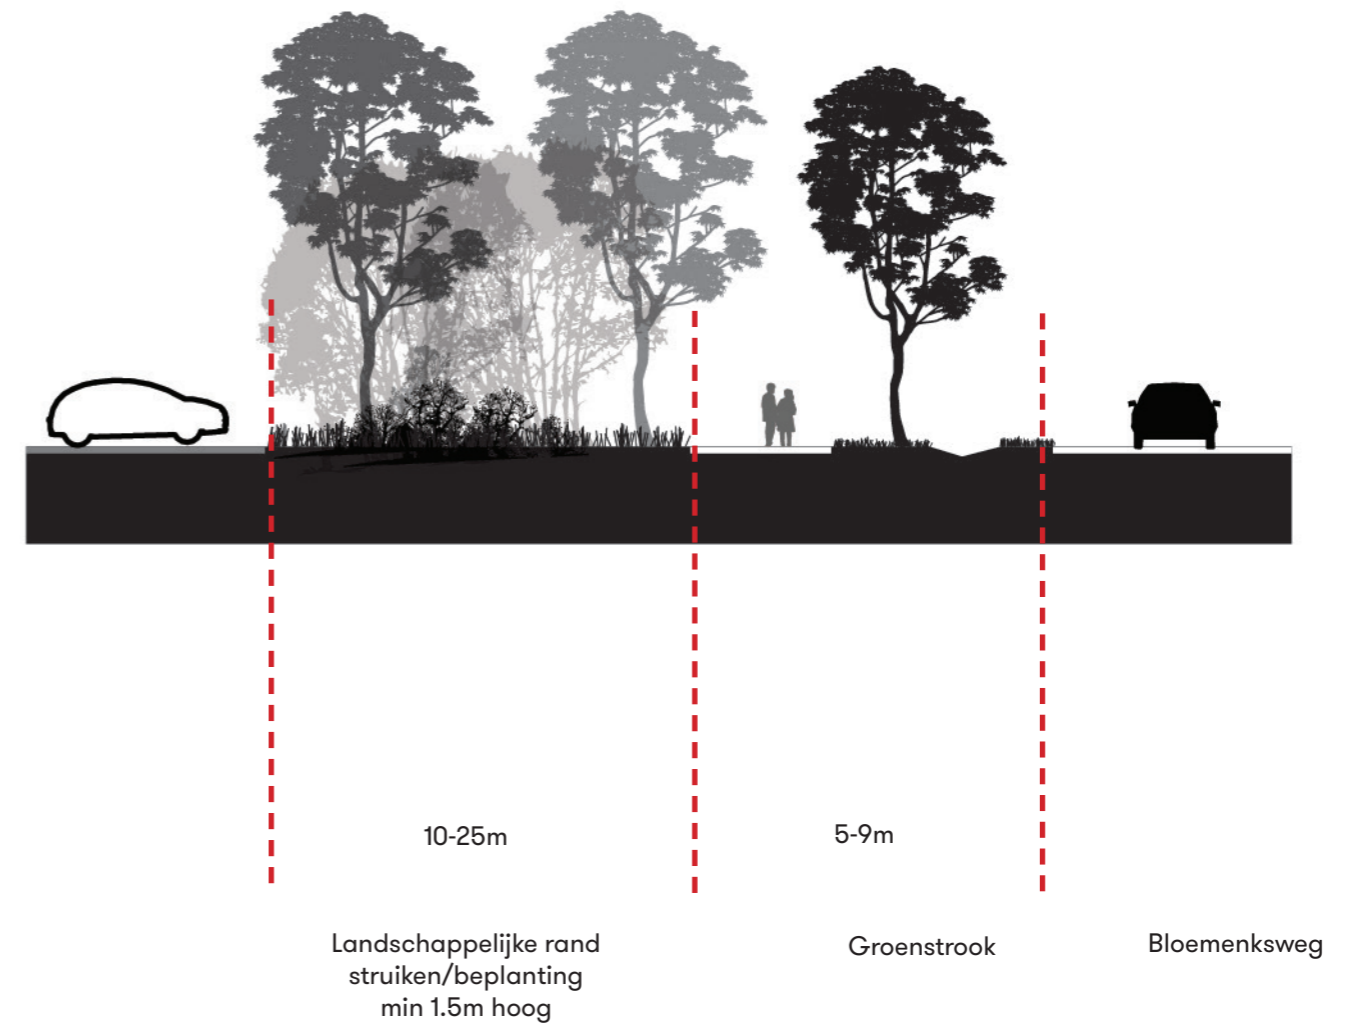 10-25m
5-9m
Landschappelijke rand
struiken/beplanting
min 1.5m hoog
Groenstrook
Bloemenksweg